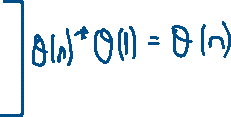 θ(n) * θ(1) = θ(n)